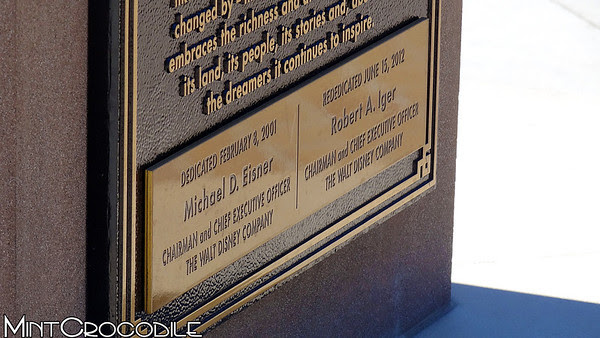 changed by
embraces the richness and
its land, its people, its stories and,
the dreamers it continues to inspire.
DEDICATED FEBRUARY 8, 2001
Michael D. Eisner
CHAIRMAN and CHIEF EXECUTIVE OFFICER
THE WALT DISNEY COMPANY
REDEDICATED JUNE 15, 2012
Robert A. Iger
CHAIRMAN and CHIEF EXECUTIVE OFFICER
THE WALT DISNEY COMPANY
MINTCROCODILE